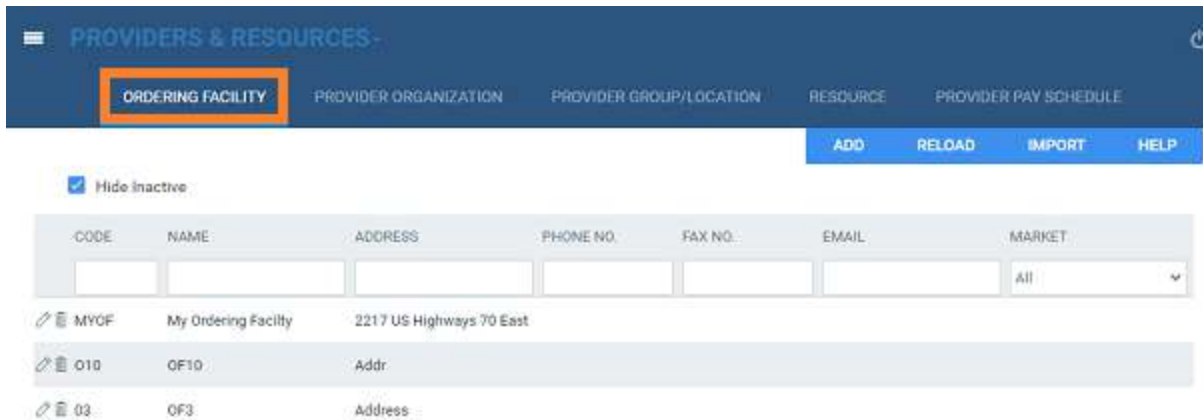 PROVIDERS & RESOURCES-
ORDERING FACILITY PROVIDER ORGANIZATION PROVIDER GROUP/LOCATION RESOURCE PROVIDER PAY SCHEDULE
ADD RELOAD IMPORT HELP
Hide Inactive
CODE NAME ADDRESS PHONE NO. FAX NO. EMAIL MARKET
All
MYOF My Ordering Facilty 2217 US Highways 70 East
O10 OF10 Addr
03 OF3 Address